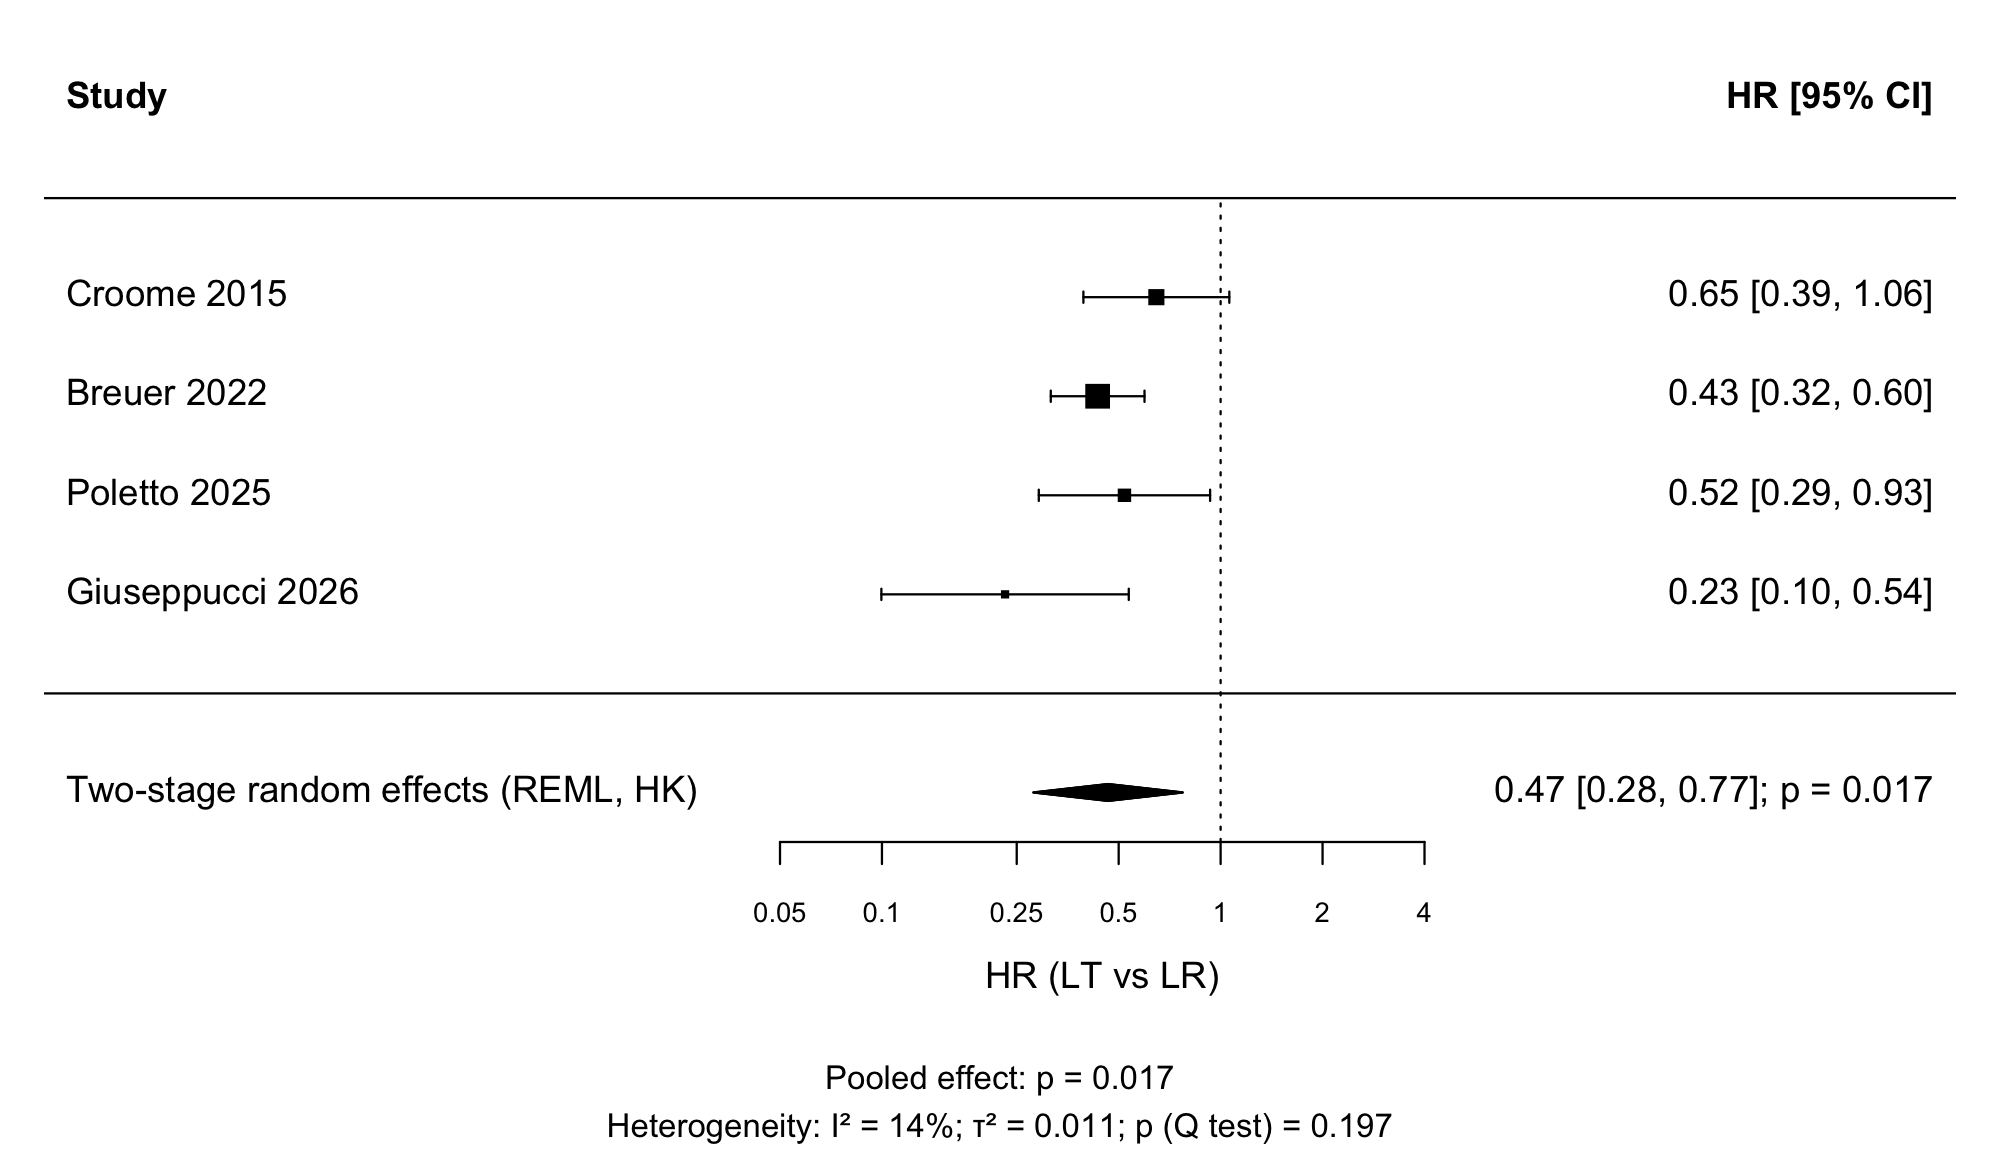 Study HR [95% CI]
Croome 2015 0.65 [0.39, 1.06]
Breuer 2022 0.43 [0.32, 0.60]
Poletto 2025 0.52 [0.29, 0.93]
Giuseppucci 2026 0.23 [0.10, 0.54]
Two-stage random effects (REML, HK) 0.47 [0.28, 0.77]; p = 0.017
0.05 0.1 0.25 0.5 1 2 4
HR (LT vs LR)
Pooled effect: p = 0.017
Heterogeneity: I² = 14%; τ² = 0.011; p (Q test) = 0.197